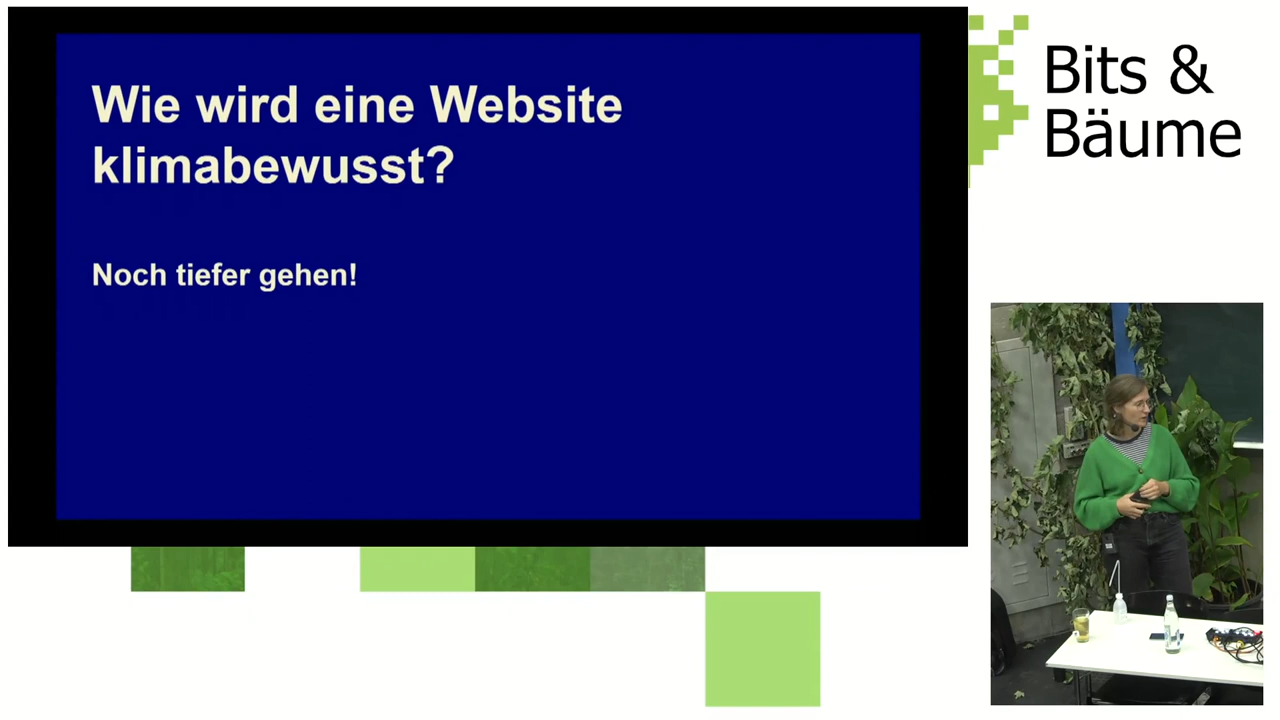 Wie wird eine Website
klimabewusst?
Noch tiefer gehen!
Bits &
Bäume